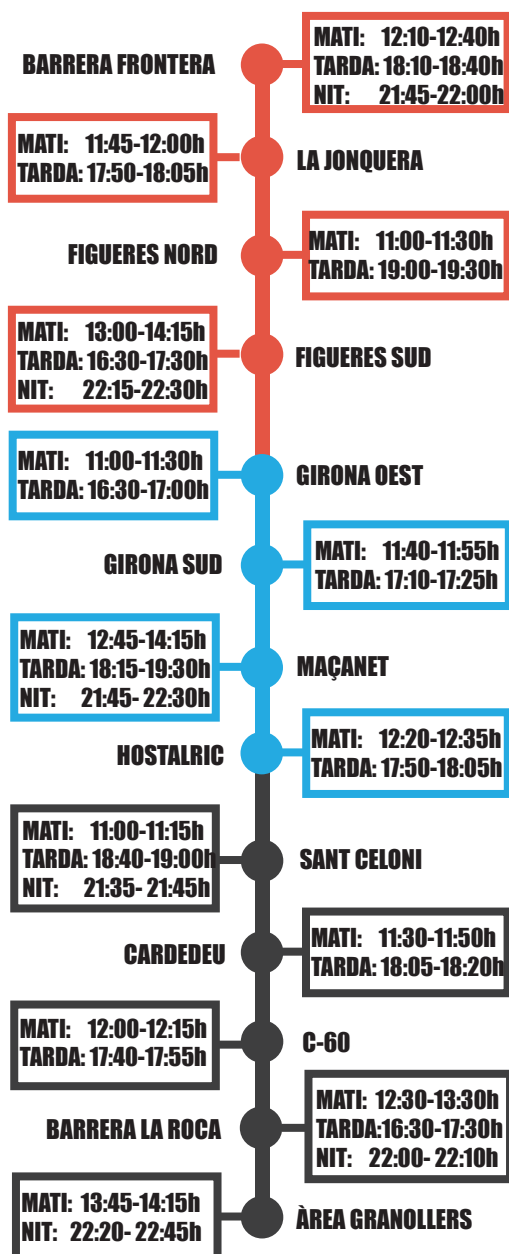 BARRERA FRONTERA
MATI: 12:10-12:40h
TARDA: 18:10-18:40h
NIT: 21:45-22:00h
MATI: 11:45-12:00h
TARDA: 17:50-18:05h
LA JONQUERA
FIGUERES NORD
MATI: 11:00-11:30h
TARDA: 19:00-19:30h
MATI: 13:00-14:15h
TARDA: 16:30-17:30h
NIT: 22:15-22:30h
FIGUERES SUD
MATI: 11:00-11:30h
TARDA: 16:30-17:00h
GIRONA OEST
GIRONA SUD
MATI: 11:40-11:55h
TARDA: 17:10-17:25h
MATI: 12:45-14:15h
TARDA: 18:15-19:30h
NIT: 21:45- 22:30h
MAÇANET
HOSTALRIC
MATI: 12:20-12:35h
TARDA: 17:50-18:05h
MATI: 11:00-11:15h
TARDA: 18:40-19:00h
NIT: 21:35- 21:45h
SANT CELONI
CARDEDEU
MATI: 11:30-11:50h
TARDA: 18:05-18:20h
MATI: 12:00-12:15h
TARDA: 17:40-17:55h
C-60
BARRERA LA ROCA
MATI: 12:30-13:30h
TARDA:16:30-17:30h
NIT: 22:00- 22:10h
MATI: 13:45-14:15h
NIT: 22:20- 22:45h
ÀREA GRANOLLERS